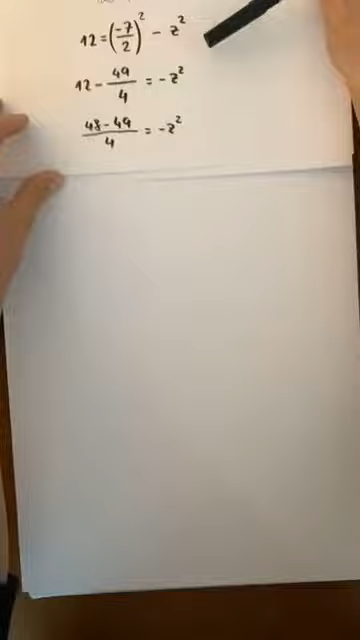 12 = (-7/2)² - z²
12 - 49/4 = -z²
48-49/4 = -z²